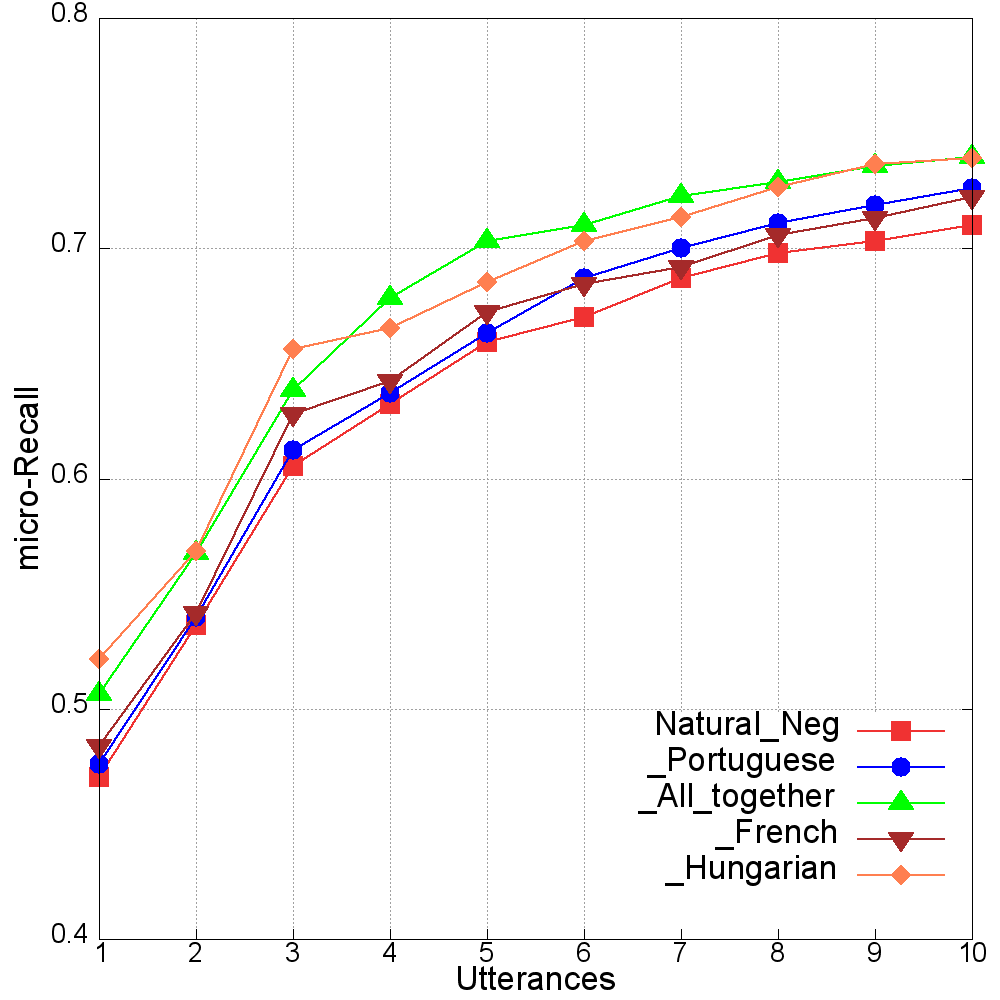 0.8
0.7
0.6
0.5
0.4
micro-Recall
Natural_Neg
_Portuguese
_All_together
_French
_Hungarian
1 2 3 4 5 6 7 8 9 10
Utterances